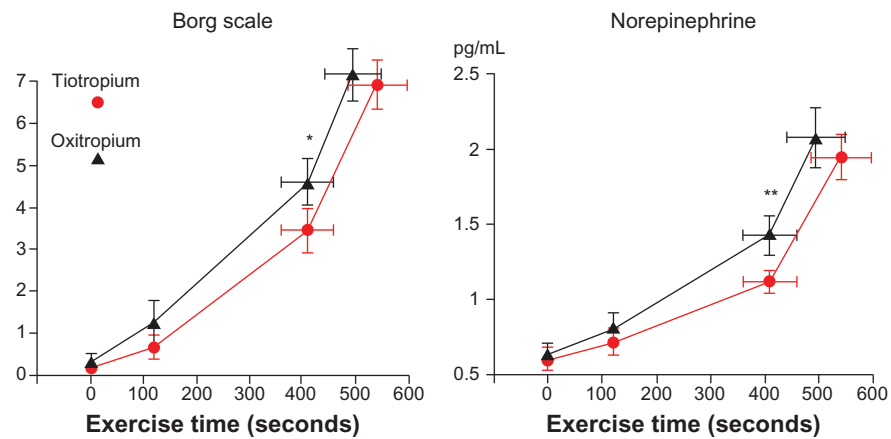 Borg scale
7
6
5
4
3
2
1
0
Tiotropium
Oxitropium
*
0 100 200 300 400 500 600
Exercise time (seconds)
Norepinephrine
pg/mL
2.5
2
1.5
1
0.5
**
0 100 200 300 400 500 600
Exercise time (seconds)